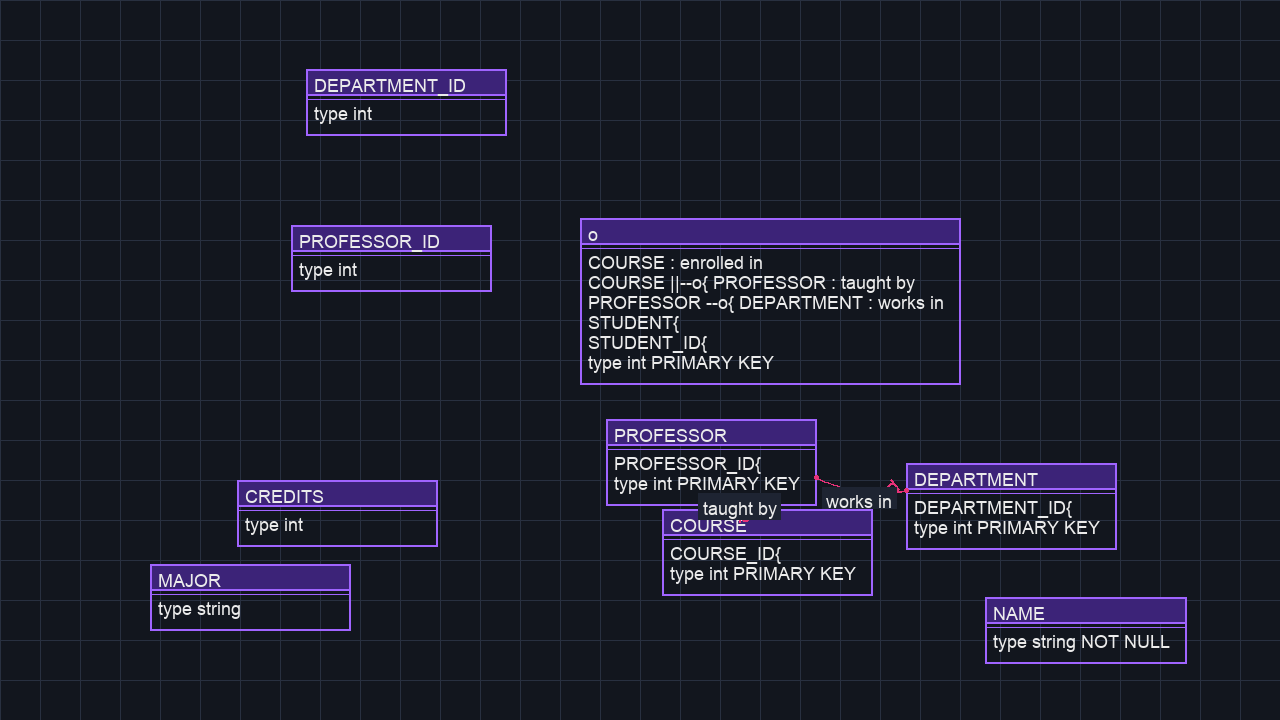 DEPARTMENT_ID
type int
PROFESSOR_ID
type int
o
COURSE : enrolled in
COURSE ||--o{ PROFESSOR : taught by
PROFESSOR --o{ DEPARTMENT : works in
STUDENT{
STUDENT_ID{
type int PRIMARY KEY
PROFESSOR
PROFESSOR_ID{
type int PRIMARY KEY
taught by
works in
DEPARTMENT
DEPARTMENT_ID{
type int PRIMARY KEY
CREDITS
type int
COURSE
COURSE_ID{
type int PRIMARY KEY
MAJOR
type string
NAME
type string NOT NULL